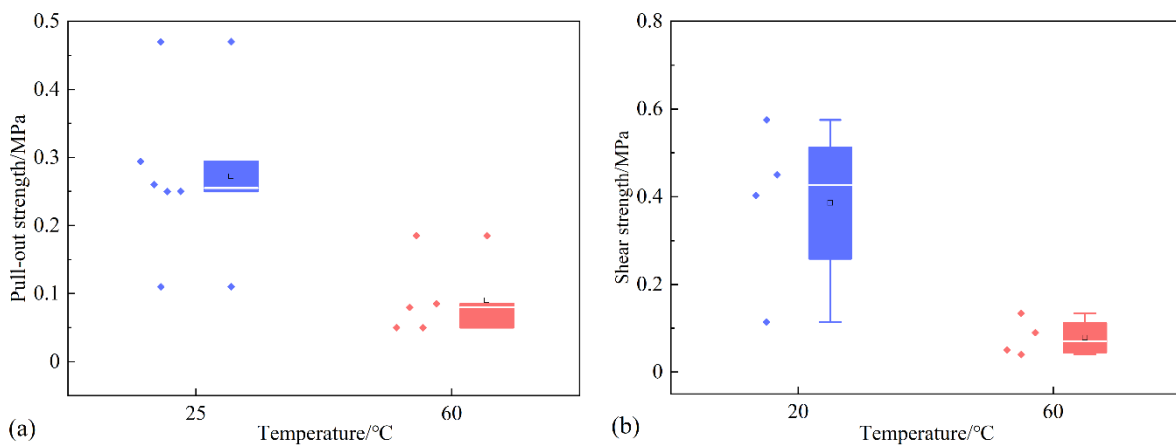 0.5
0.4
0.3
0.2
0.1
0
Pull-out strength/MPa
25
60
Temperature/℃
(a)
0.8
0.6
0.4
0.2
0
Shear strength/MPa
20
60
Temperature/℃
(b)